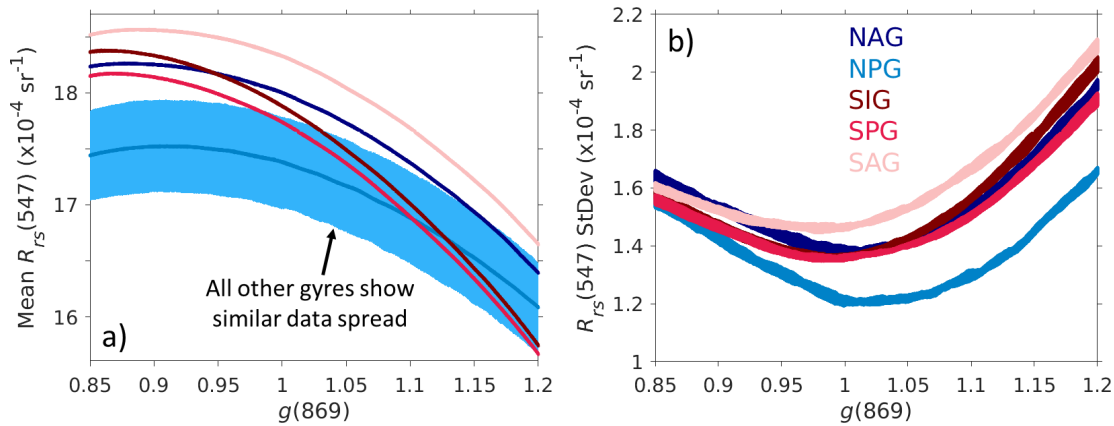 a)
Mean R_rs(547) (x10^-4 sr^-1)
18
17
16
0.85 0.9 0.95 1 1.05 1.1 1.15 1.2
g(869)
All other gyres show
similar data spread
b)
R_rs(547) StDev (x10^-4 sr^-1)
2.2
2
1.8
1.6
1.4
1.2
1
0.85 0.9 0.95 1 1.05 1.1 1.15 1.2
g(869)
NAG
NPG
SIG
SPG
SAG